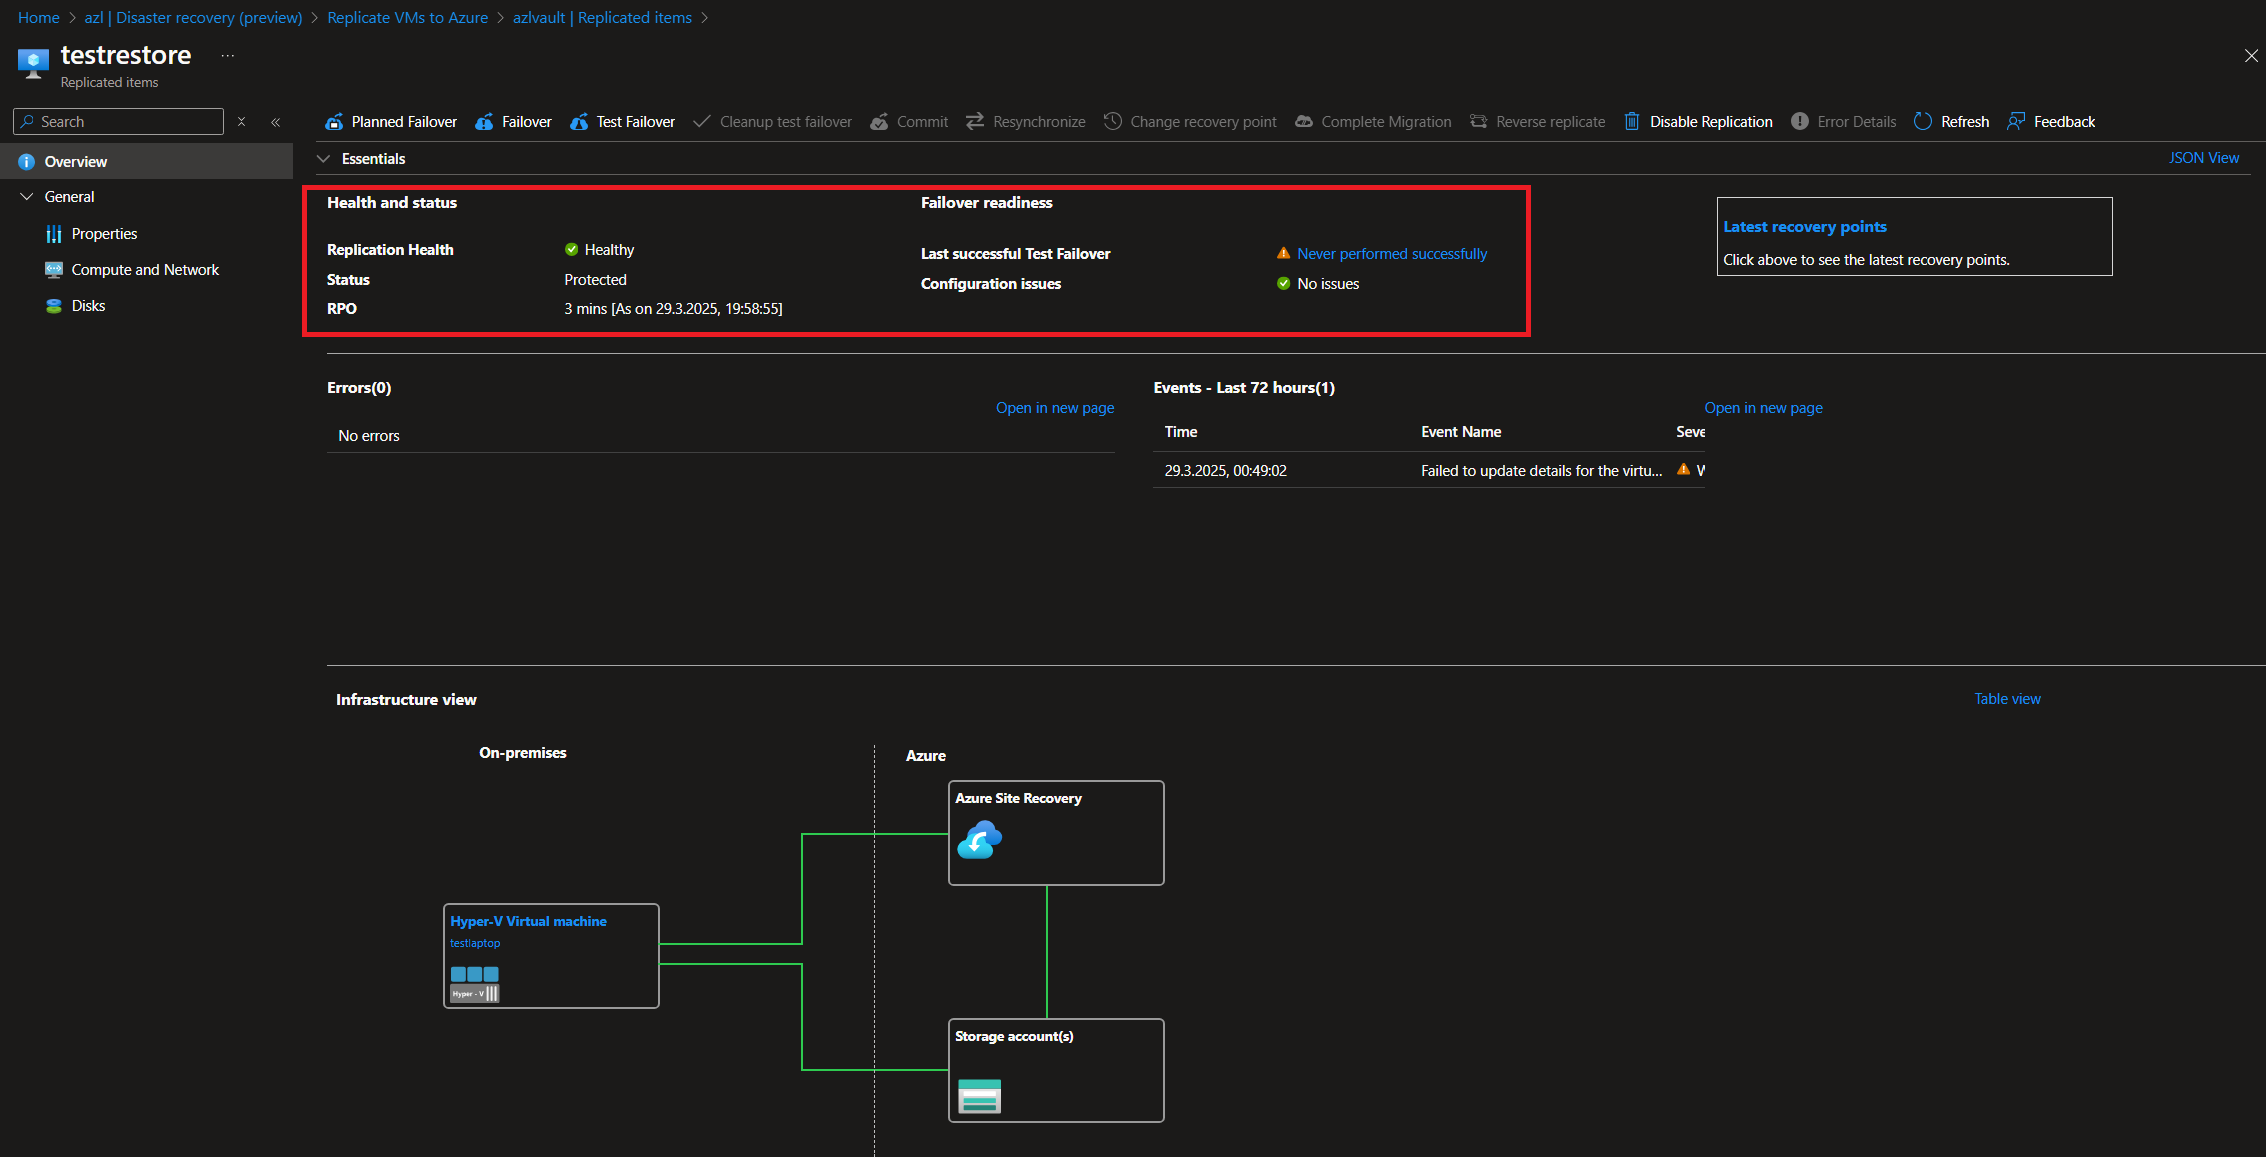 Home > azl | Disaster recovery (preview) > Replicate VMs to Azure > azlvault | Replicated items >
testrestore ...
Replicated items
Search
Planned Failover Failover Test Failover Cleanup test failover Commit Resynchronize Change recovery point Complete Migration Reverse replicate Disable Replication Error Details Refresh Feedback
Overview
General
Properties
Compute and Network
Disks
Essentials
JSON View
Health and status
Replication Health Healthy
Status Protected
RPO 3 mins [As on 29.3.2025, 19:58:55]
Failover readiness
Last successful Test Failover Never performed successfully
Configuration issues No issues
Latest recovery points
Click above to see the latest recovery points.
Errors(0)
Open in new page
No errors
Events - Last 72 hours(1)
Open in new page
Time Event Name Seve
29.3.2025, 00:49:02 Failed to update details for the virtu... W
Infrastructure view
Table view
On-premises
Azure
Azure Site Recovery
Hyper-V Virtual machine
testlaptop
Hyper - V
Storage account(s)